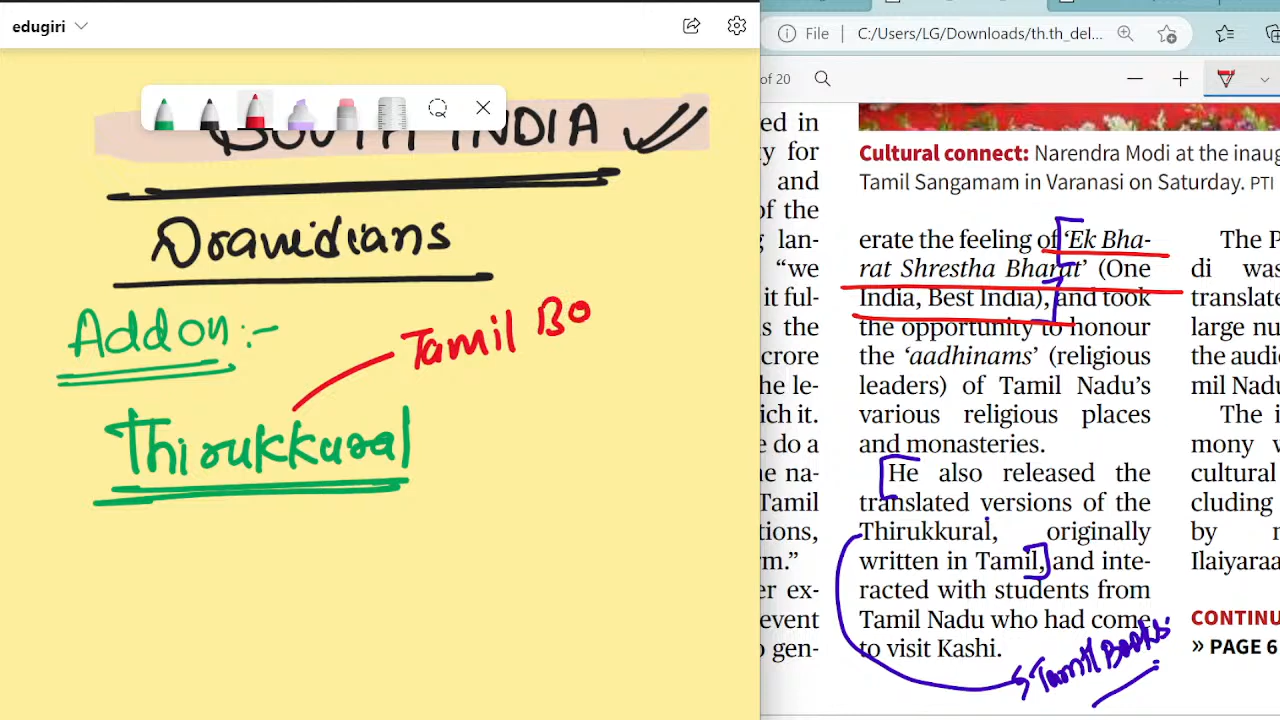 edugiri
SOUTH INDIA
Dravidians
Add on :-
Tamil Bo
Thirukkural
File
C:/Users/LG/Downloads/th.th_del...
of 20
ed in
y for
and
of the
lan-
“we
it ful-
s the
crore
he le-
ich it.
e do a
e na-
Tamil
tions,
rm.”
er ex-
event
o gen-
Cultural connect: Narendra Modi at the inaug
Tamil Sangamam in Varanasi on Saturday. PTI
erate the feeling of ‘Ek Bha-
rat Shrestha Bharat’ (One
India, Best India), and took
the opportunity to honour
the ‘aadhinams’ (religious
leaders) of Tamil Nadu’s
various religious places
and monasteries.
He also released the
translated versions of the
Thirukkural, originally
written in Tamil, and inte-
racted with students from
Tamil Nadu who had come
to visit Kashi.
Tamil Books
The P
di was
translate
large nu
the audi
mil Nadu
The i
mony w
cultural
cluding
by m
Ilaiyaraa
CONTINU
» PAGE 6